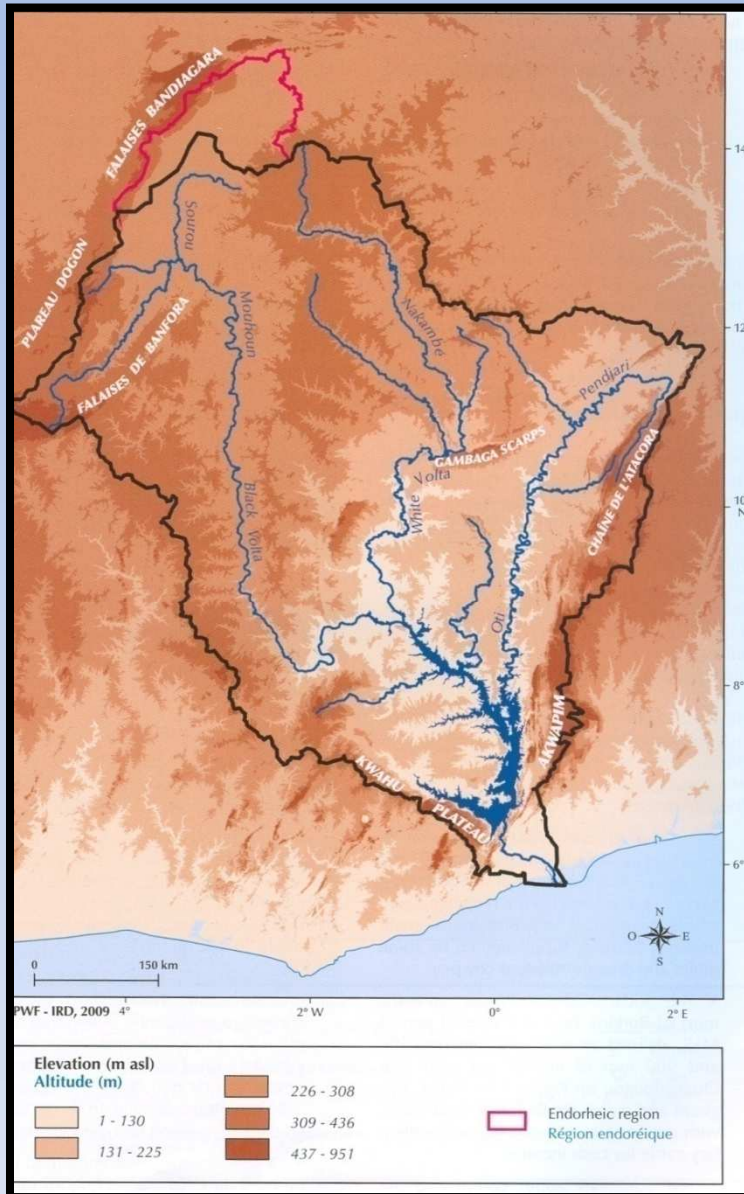 FALAISES BANDIAGARA
14
Sourou
PLAREAU DOGON
12
Mouhoun
Nakambe
FALAISES DE BANFORA
Pendjari
GAMBAGA SCARPS
CHAÎNE DE L'ATACORA
10
N
White Volta
Black Volta
Oti
8°
AKWAPIM
KWAHU PLATEAU
6°
N
O E
S
0 150 km
PWF - IRD, 2009
4° 2° W 0° 2° E
Elevation (m asl)
Altitude (m)
1 - 130
131 - 225
226 - 308
309 - 436
437 - 951
Endorheic region
Région endoréique